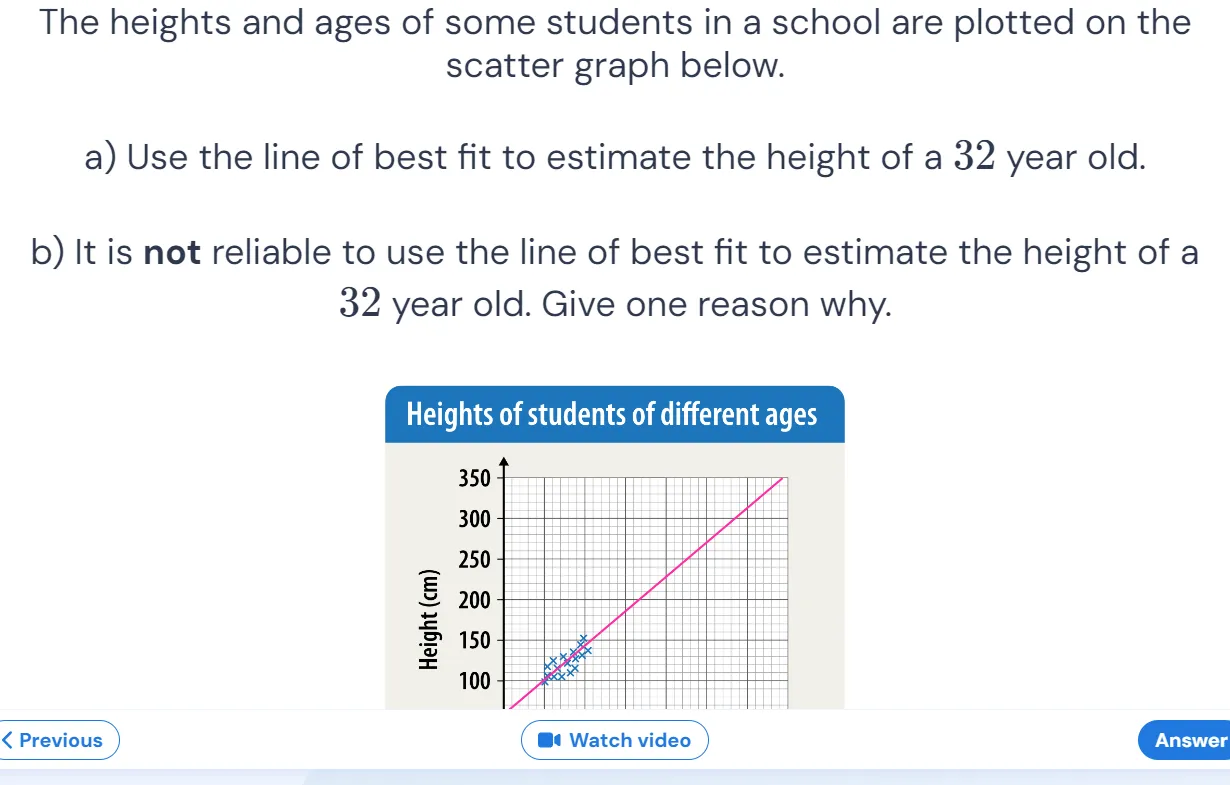 The heights and ages of some students in a school are plotted on the
scatter graph below.
a) Use the line of best fit to estimate the height of a 32 year old.
b) It is not reliable to use the line of best fit to estimate the height of a
32 year old. Give one reason why.
Heights of students of different ages
350
300
250
200
150
100
Height (cm)
Previous
Watch video
Answer